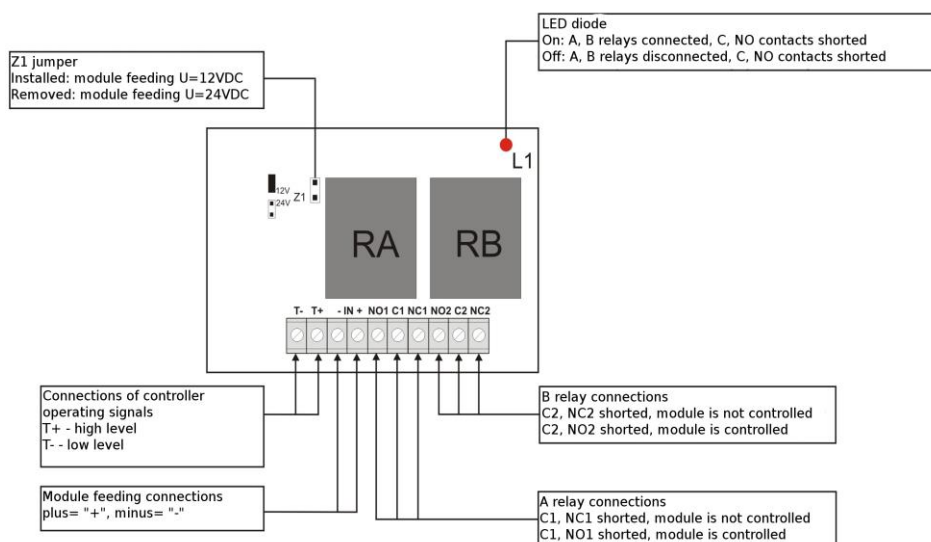 LED diode
On: A, B relays connected, C, NO contacts shorted
Off: A, B relays disconnected, C, NO contacts shorted
Z1 jumper
Installed: module feeding U=12VDC
Removed: module feeding U=24VDC
L1
12V
24V
Z1
RA
RB
T- T+ - IN + NO1 C1 NC1 NO2 C2 NC2
Connections of controller
operating signals
T+ - high level
T- - low level
B relay connections
C2, NC2 shorted, module is not controlled
C2, NO2 shorted, module is controlled
Module feeding connections
plus= "+", minus= "-"
A relay connections
C1, NC1 shorted, module is not controlled
C1, NO1 shorted, module is controlled